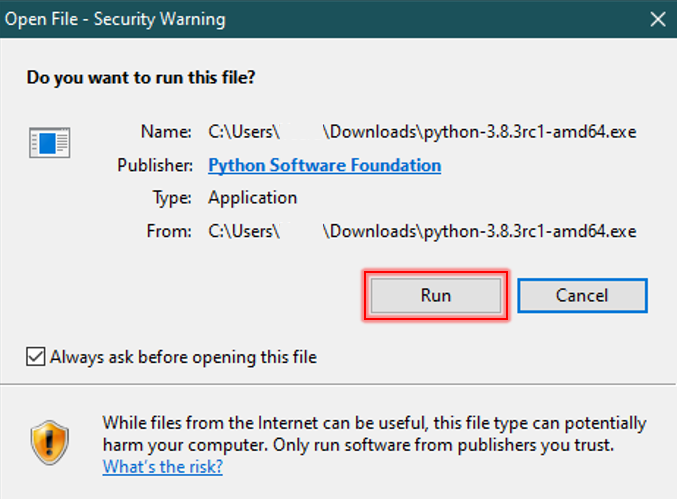 Open File - Security Warning
Do you want to run this file?
Name: C:\Users\ \Downloads\python-3.8.3rc1-amd64.exe
Publisher: Python Software Foundation
Type: Application
From: C:\Users\ \Downloads\python-3.8.3rc1-amd64.exe
Run Cancel
Always ask before opening this file
While files from the Internet can be useful, this file type can potentially
harm your computer. Only run software from publishers you trust.
What's the risk?